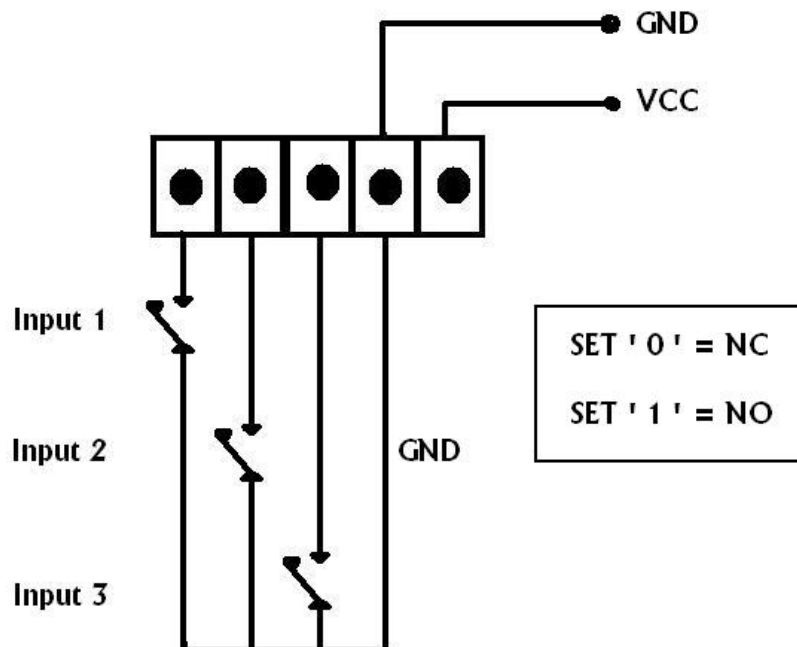 GND
VCC
Input 1
SET ' 0 ' = NC
SET ' 1 ' = NO
Input 2
GND
Input 3